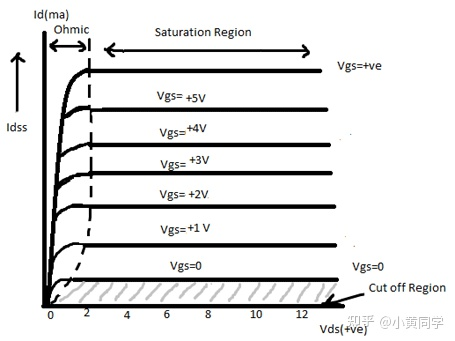 Id(ma)
Ohmic
Saturation Region
Vgs=+ve
Vgs= +5V
Idss
Vgs=+4V
Vgs=+3V
Vgs=+2V
Vgs=+1 V
Vgs=0
Vgs=0
Cut off Region
0 2 4 6 8 10 12
Vds(+ve)
知乎 @小黄同学